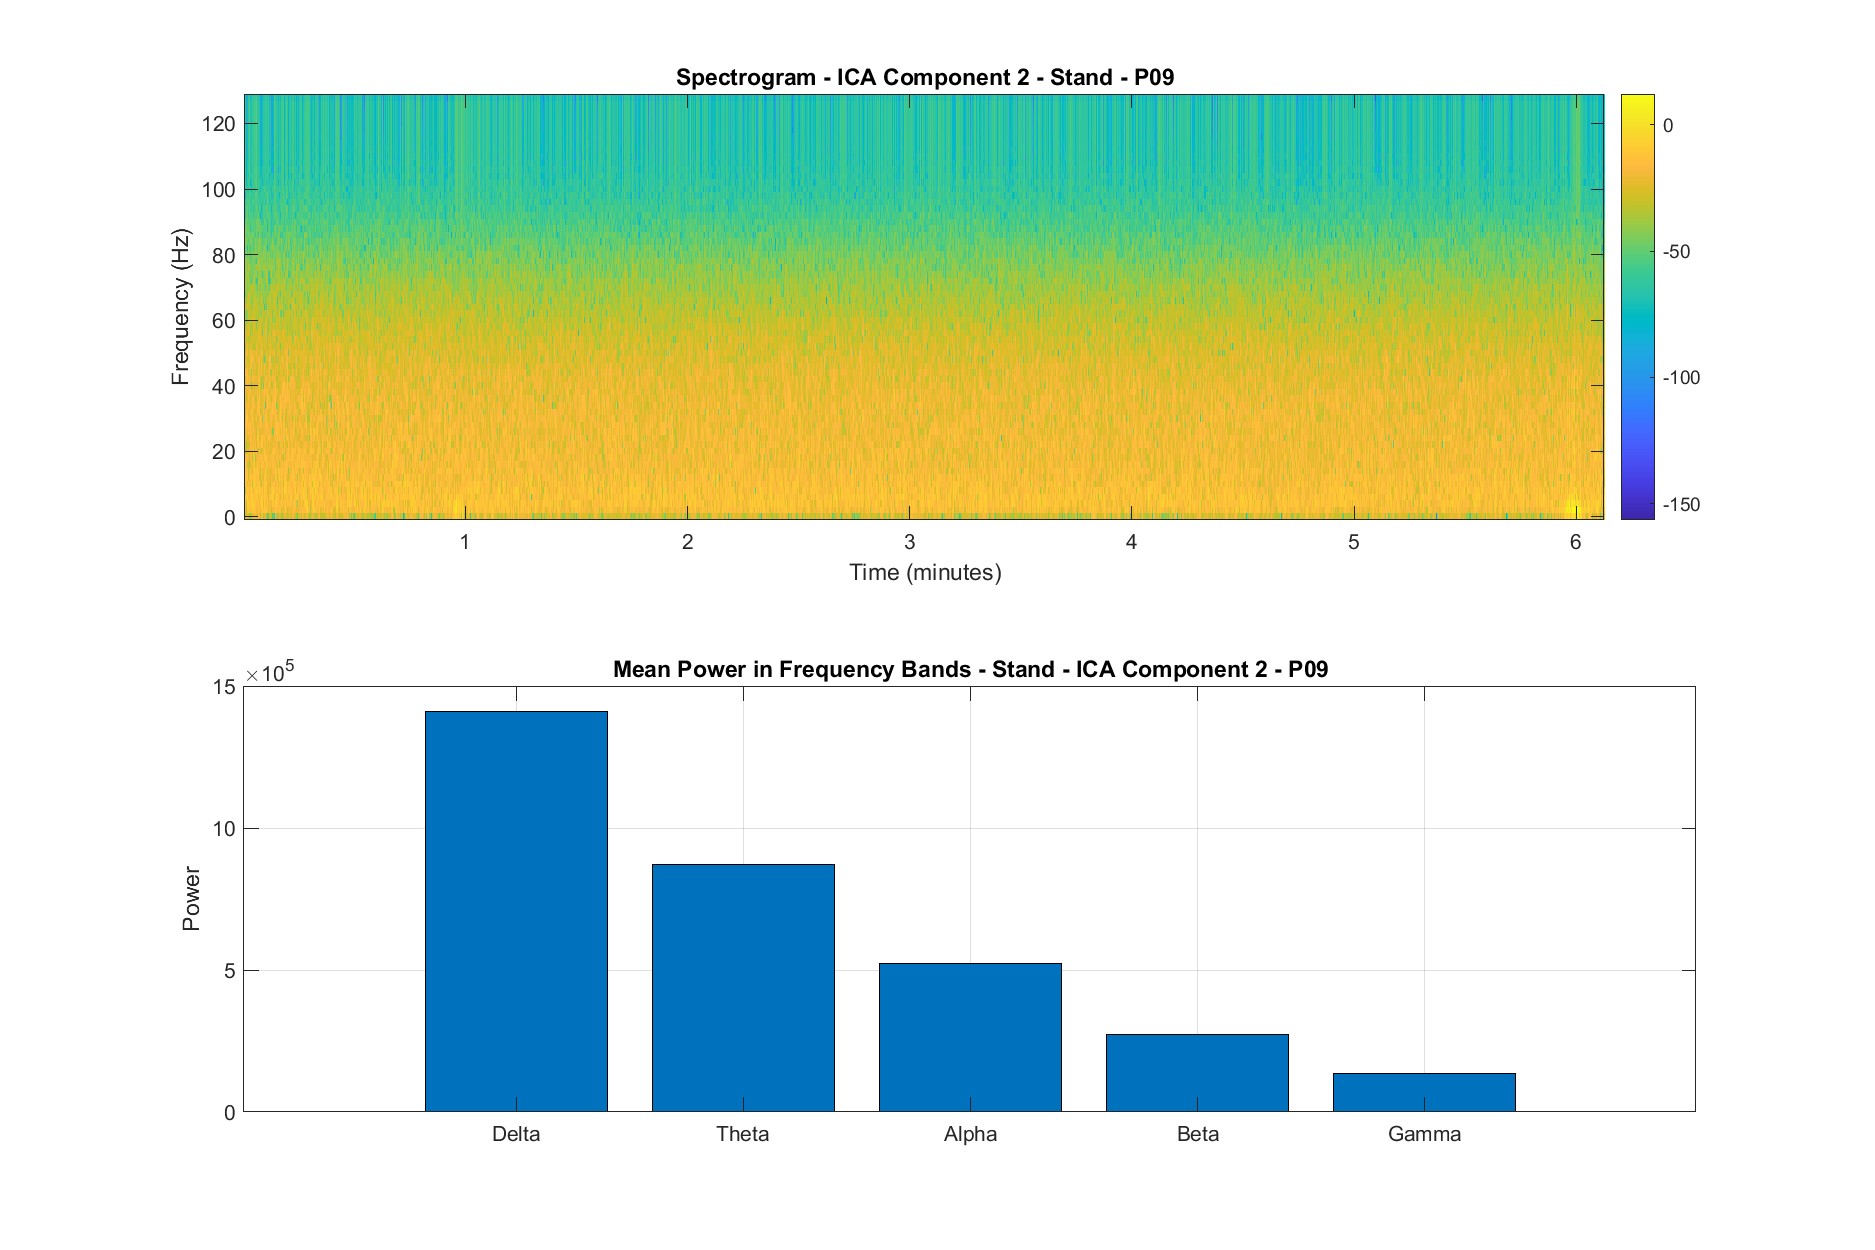 Spectrogram - ICA Component 2 - Stand - P09
120
100
80
60
40
20
0
Frequency (Hz)
1 2 3 4 5 6
Time (minutes)
0
-50
-100
-150
Mean Power in Frequency Bands - Stand - ICA Component 2 - P09
×10^5
15
10
5
0
Power
Delta Theta Alpha Beta Gamma